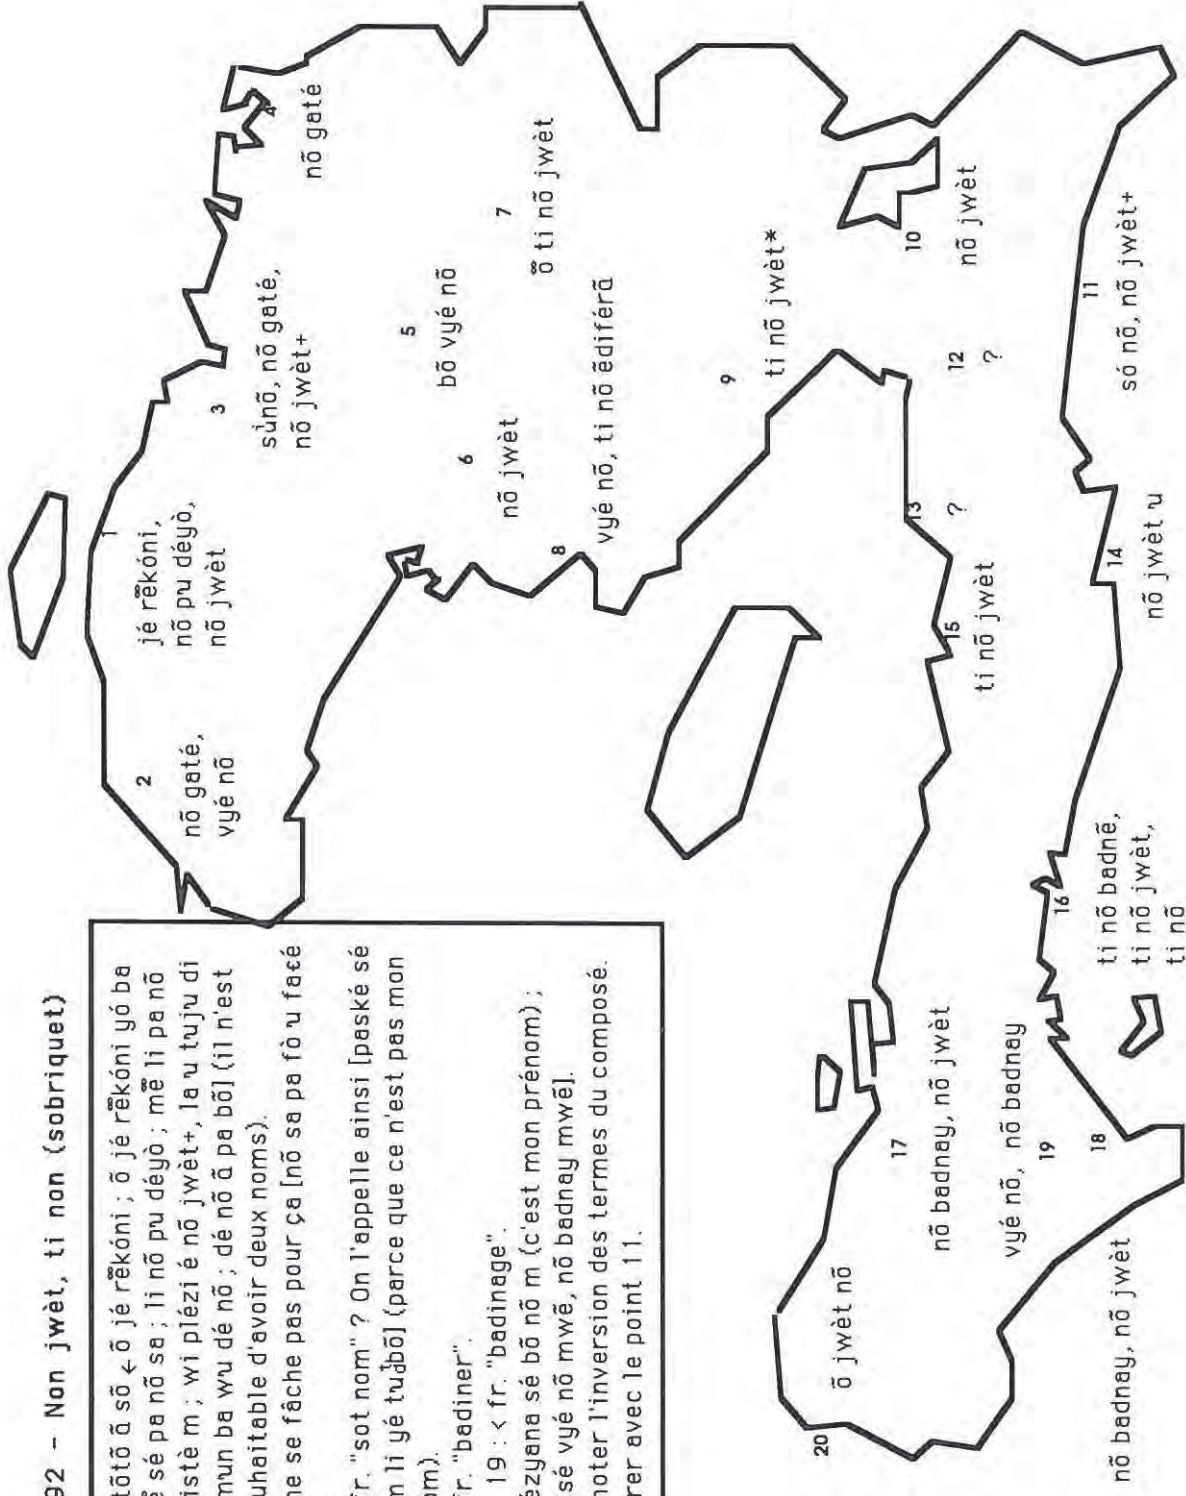 92 - Non jwèt, ti non (sobriquet)
tõtõ ã sõ < õ jé rẽkóni ; õ jé rẽkóni yó ba
sé pa nõ sa ; li nõ pu déyò ; mẽ li pa nõ
istè m ; wi plézi é nõ jwèt+, la u tuju di
mun ba wu dé nõ ; dé nõ ã pa bõ] (il n'est
uhaitable d'avoir deux noms).
ne se fâche pas pour ça [nõ sa pa fò u faɛé
fr. "sot nom" ? On l'appelle ainsi [paské sé
m li yé tudbõ] (parce que ce n'est pas mon
om).
fr. "badiner".
19 : < fr. "badinage".
ézyana sé bõ nõ m (c'est mon prénom) ;
sé vyé nõ mwẽ, nõ badnay mwẽ].
noter l'inversion des termes du composé.
rer avec le point 11.
1
jé rẽkóni,
nõ pu déyò,
nõ jwèt
2
nõ gaté,
vyé nõ
3
sùnõ, nõ gaté,
nõ jwèt+
4
nõ gaté
5
bõ vyé nõ
6
nõ jwèt
7
õ ti nõ jwèt
8
vyé nõ, ti nõ ẽdiférã
9
ti nõ jwèt*
10
nõ jwèt
11
só nõ, nõ jwèt+
12
?
13
?
14
nõ jwèt u
15
ti nõ jwèt
16
ti nõ badnẽ,
ti nõ jwèt,
ti nõ
17
nõ badnay, nõ jwèt
18
nõ badnay, nõ jwèt
19
vyé nõ, nõ badnay
20
õ jwèt nõ